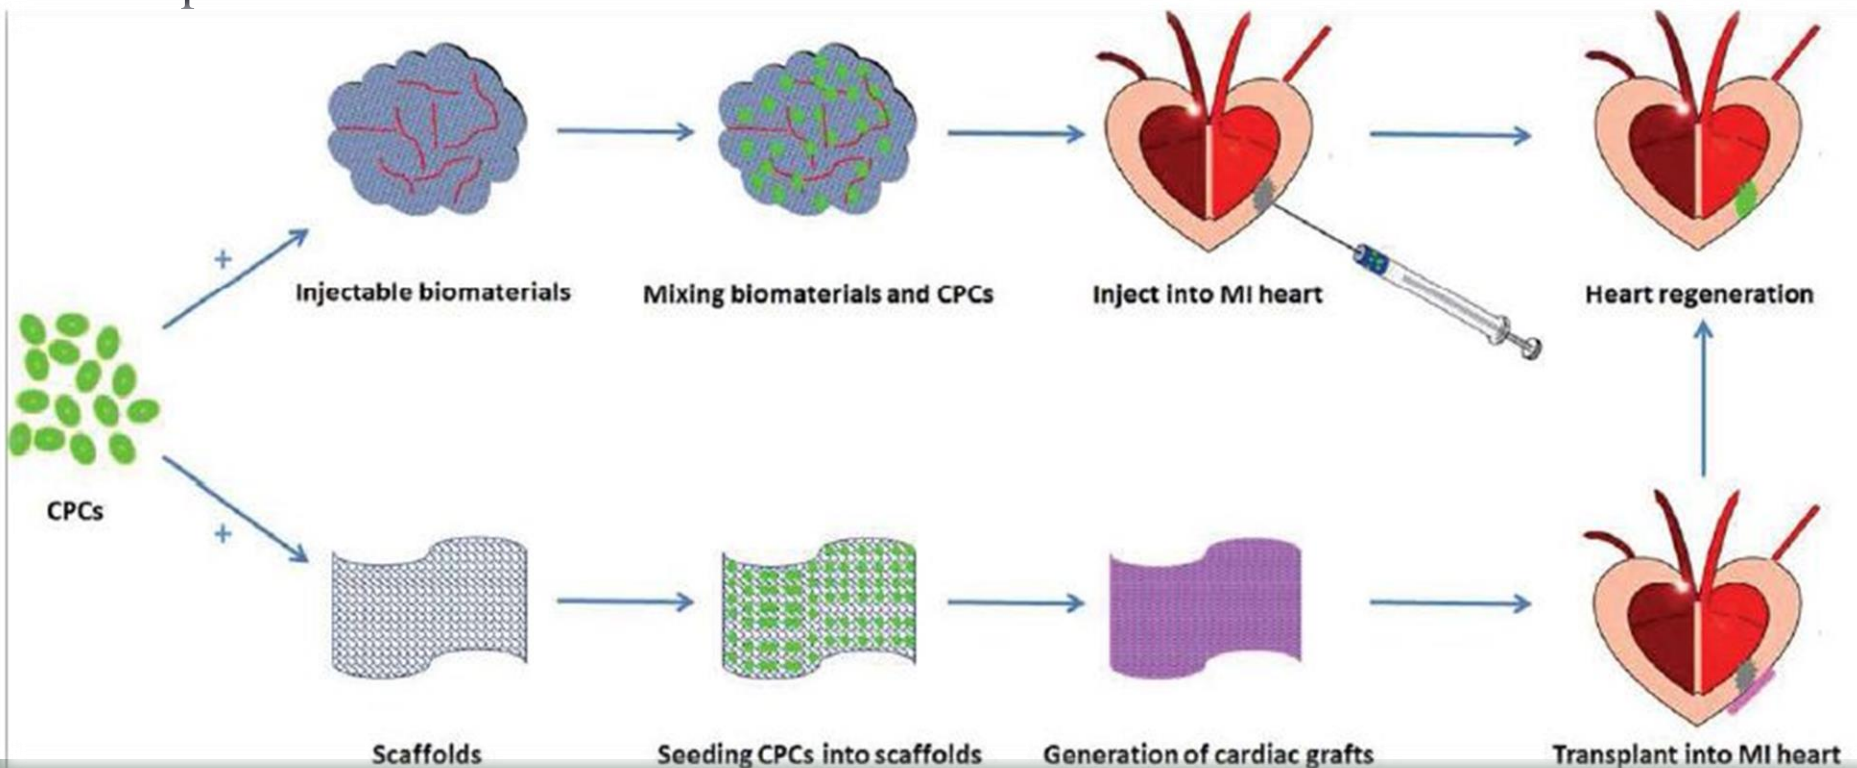 Injectable biomaterials
Mixing biomaterials and CPCs
Inject into MI heart
Heart regeneration
+
CPCs
+
Scaffolds
Seeding CPCs into scaffolds
Generation of cardiac grafts
Transplant into MI heart